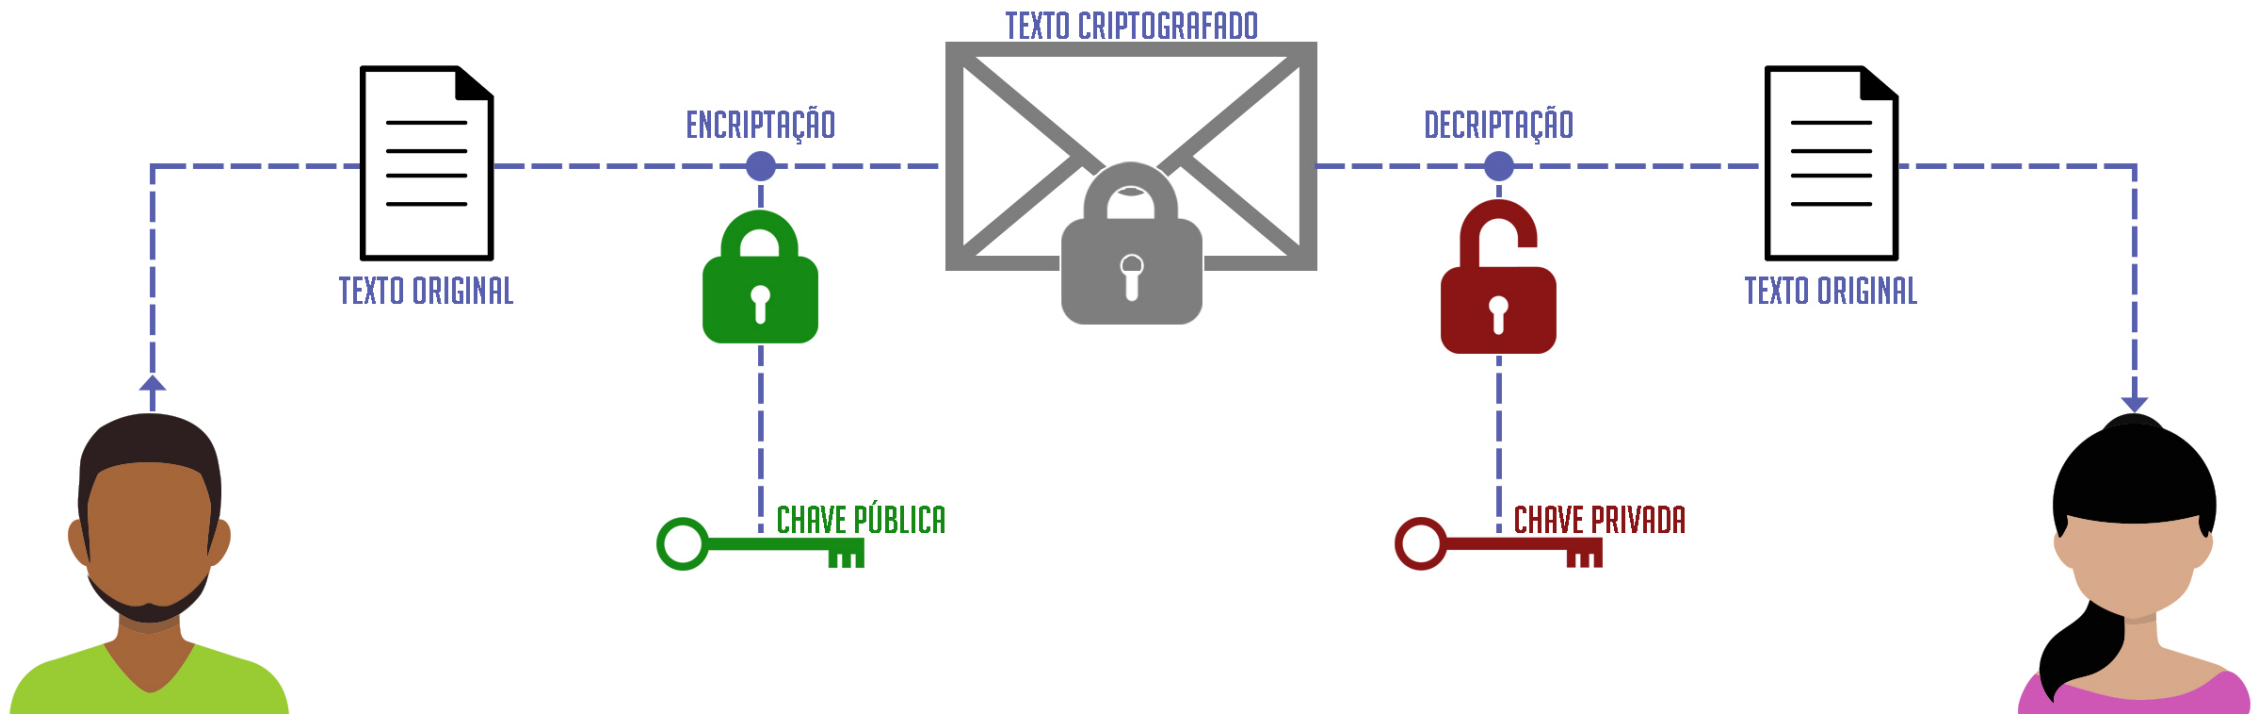 TEXTO CRIPTOGRAFADO
ENCRIPTAÇÃO
DECRIPTAÇÃO
TEXTO ORIGINAL
TEXTO ORIGINAL
CHAVE PÚBLICA
CHAVE PRIVADA